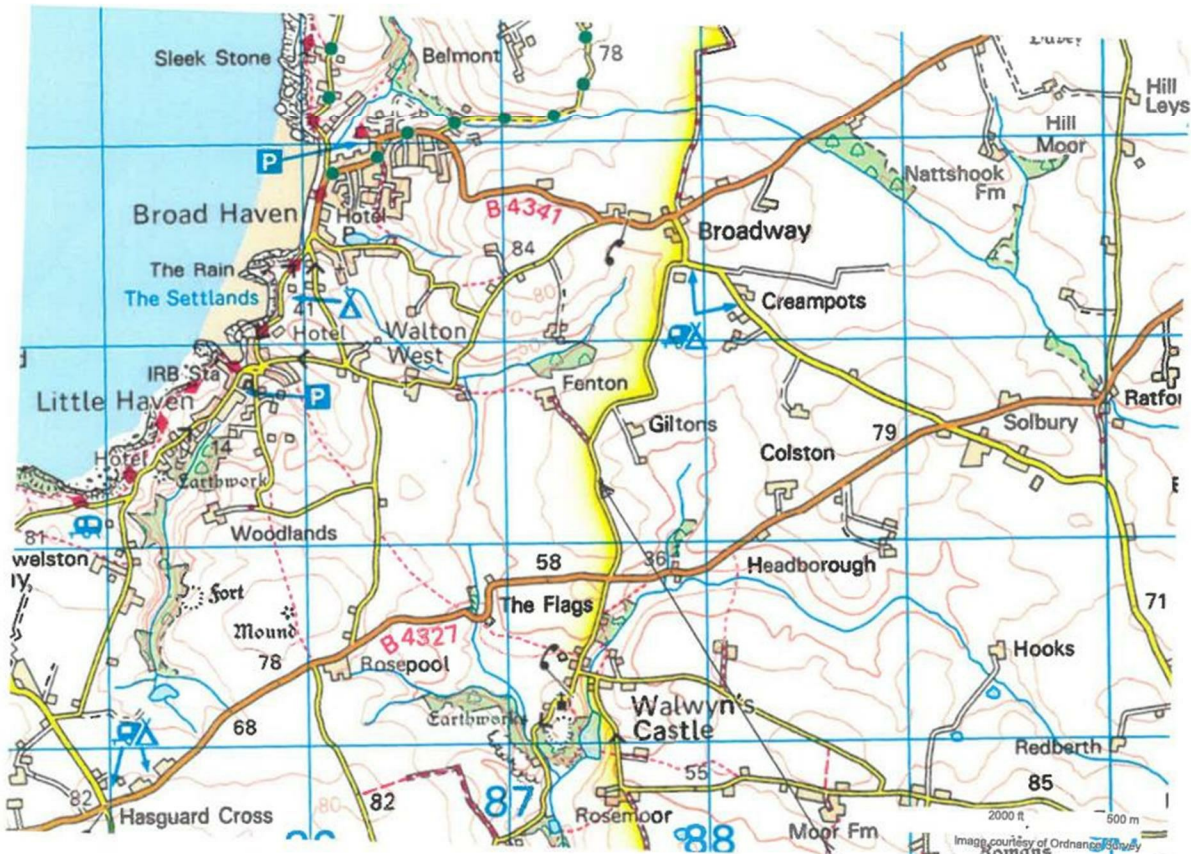 Sleek Stone
Belmont
78
Hill
Leys
Hill
Moor
P
Nattshook
Fm
Broad Haven
Hotel
B 4341
Broadway
84
The Rain
The Settlands
80
Creampots
41
Hotel
Walton
West
IRB Sta
Fenton
Little Haven
P
Giltons
Solbury
79
14
Colston
Hotel
Earthwork
81
Woodlands
58
36
Headborough
Fort
The Flags
71
Mound
B 4327
78
Rosepool
Hooks
Earthworks
Walwyn's
Castle
68
Redberth
55
85
82
80
82
87
Hasguard Cross
Rosemoor
88
Moor Fm
2000 ft
500 m
Image courtesy of Ordnance Survey